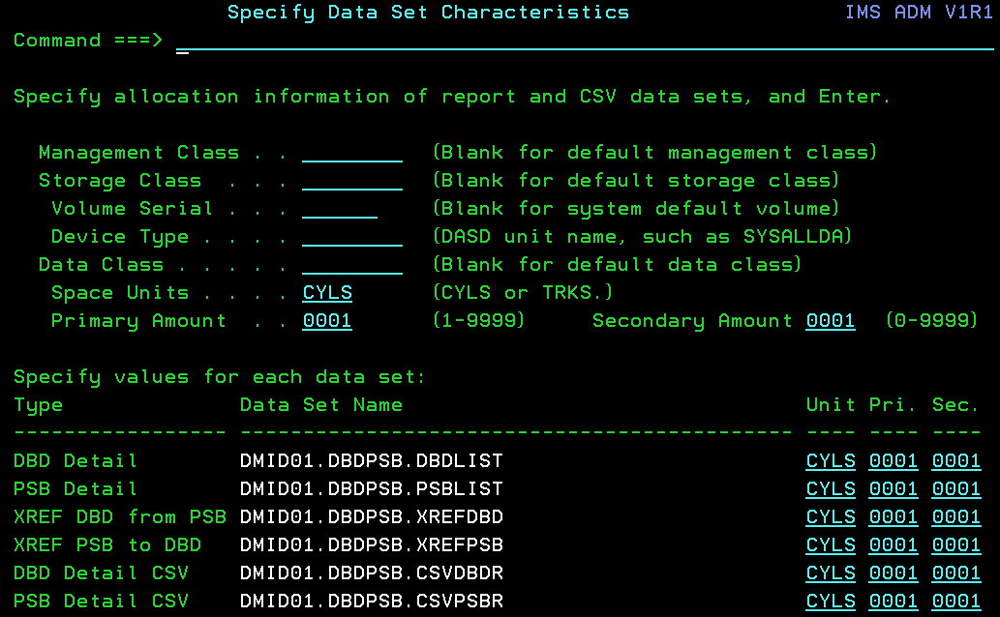 Specify Data Set Characteristics IMS ADM V1R1
Command ===> _
Specify allocation information of report and CSV data sets, and Enter.
Management Class . . ________ (Blank for default management class)
Storage Class . . . ________ (Blank for default storage class)
Volume Serial . . . ______ (Blank for system default volume)
Device Type . . . . ________ (DASD unit name, such as SYSALLDA)
Data Class . . . . . ________ (Blank for default data class)
Space Units . . . . CYLS (CYLS or TRKS.)
Primary Amount . . 0001 (1-9999) Secondary Amount 0001 (0-9999)
Specify values for each data set:
Type Data Set Name Unit Pri. Sec.
----------------- -------------------------------------------- ---- ---- ----
DBD Detail DMID01.DBDPSB.DBDLIST CYLS 0001 0001
PSB Detail DMID01.DBDPSB.PSBLIST CYLS 0001 0001
XREF DBD from PSB DMID01.DBDPSB.XREFDBD CYLS 0001 0001
XREF PSB to DBD DMID01.DBDPSB.XREFPSB CYLS 0001 0001
DBD Detail CSV DMID01.DBDPSB.CSVDBDR CYLS 0001 0001
PSB Detail CSV DMID01.DBDPSB.CSVPSBR CYLS 0001 0001